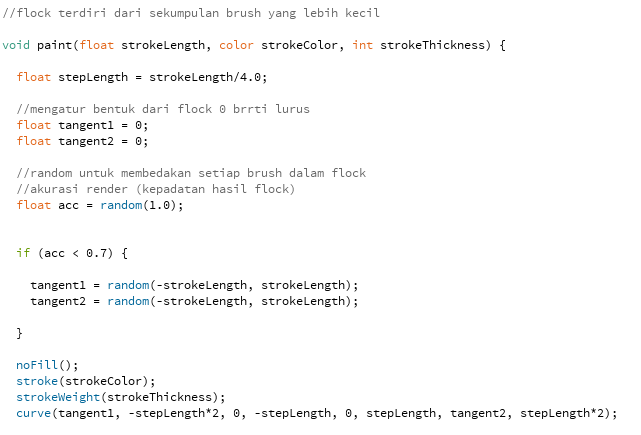 //flock terdiri dari sekumpulan brush yang lebih kecil
void paint(float strokeLength, color strokeColor, int strokeThickness) {
float stepLength = strokeLength/4.0;
//mengatur bentuk dari flock 0 brrti lurus
float tangent1 = 0;
float tangent2 = 0;
//random untuk membedakan setiap brush dalam flock
//akurasi render (kepadatan hasil flock)
float acc = random(1.0);
if (acc < 0.7) {
tangent1 = random(-strokeLength, strokeLength);
tangent2 = random(-strokeLength, strokeLength);
}
noFill();
stroke(strokeColor);
strokeWeight(strokeThickness);
curve(tangent1, -stepLength*2, 0, -stepLength, 0, stepLength, tangent2, stepLength*2);